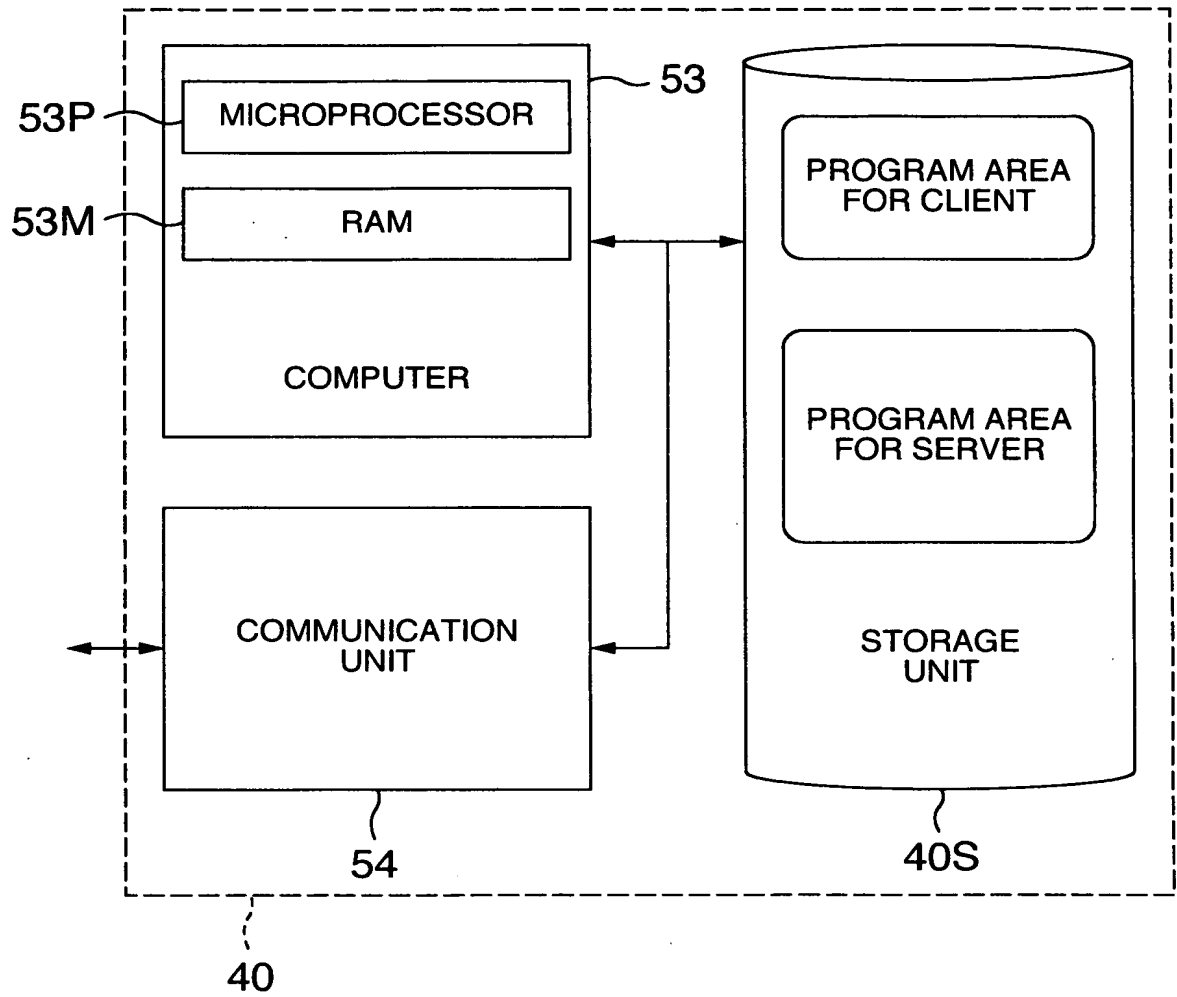 53
53P
MICROPROCESSOR
53M
RAM
COMPUTER
PROGRAM AREA
FOR CLIENT
PROGRAM AREA
FOR SERVER
COMMUNICATION
UNIT
STORAGE
UNIT
54
40S
40